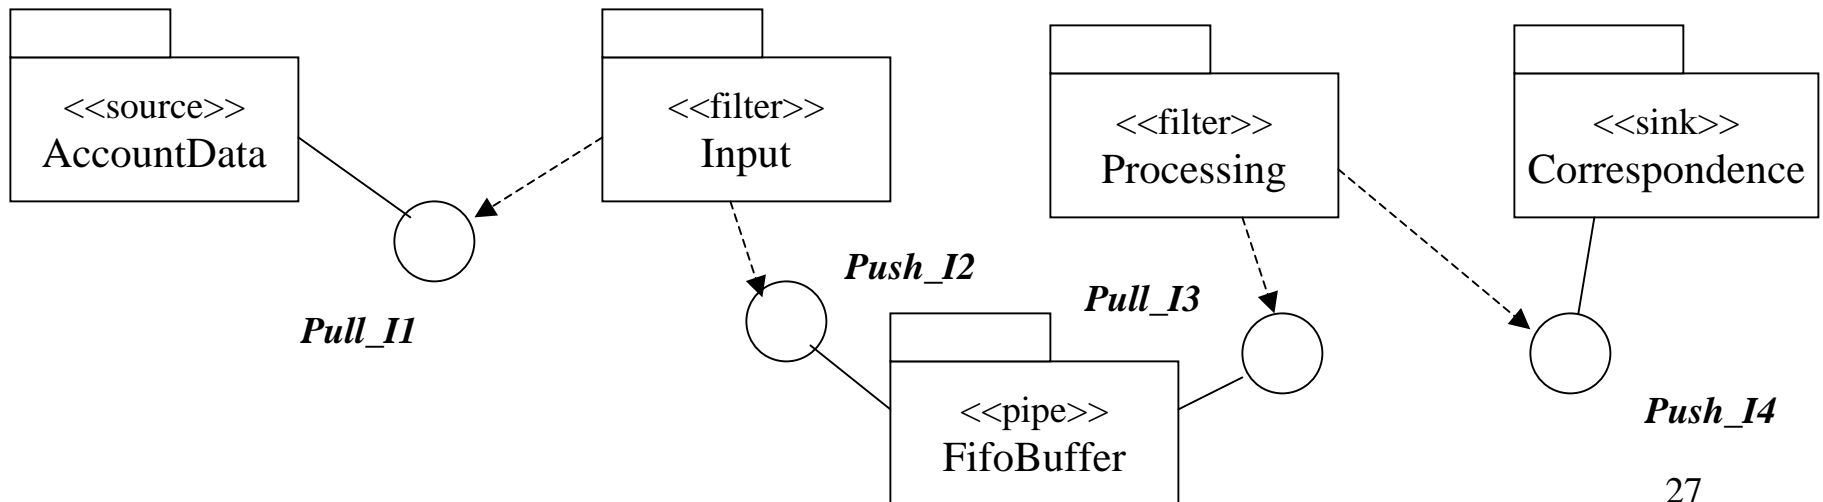 <<source>>
AccountData
<<filter>>
Input
<<filter>>
Processing
<<sink>>
Correspondence
Pull_I1
Push_I2
Pull_I3
Push_I4
<<pipe>>
FifoBuffer
27